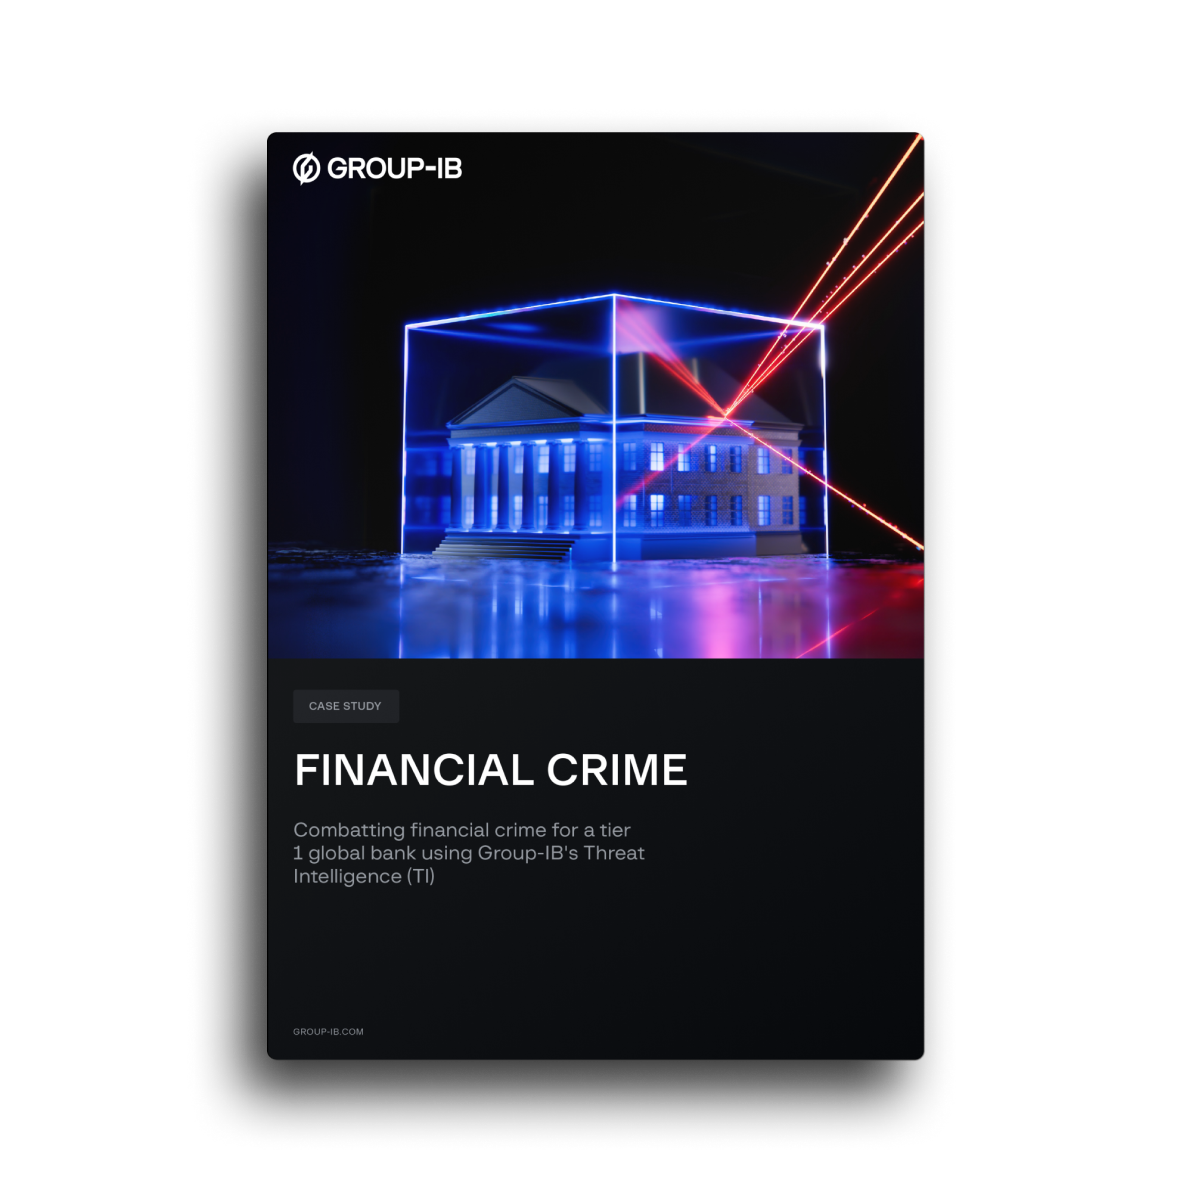 GROUP-IB
CASE STUDY
FINANCIAL CRIME
Combatting financial crime for a tier
1 global bank using Group-IB's Threat
Intelligence (TI)
GROUP-IB.COM